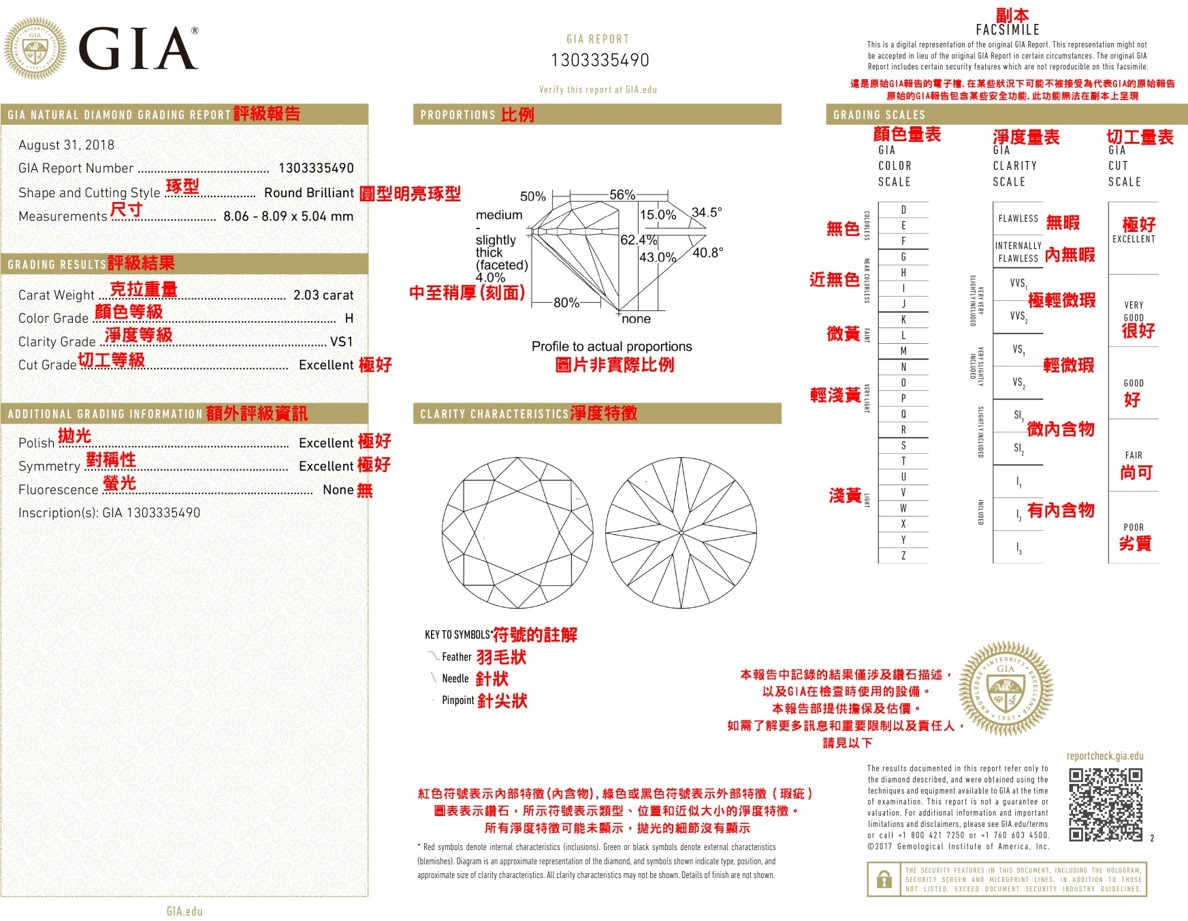 GIA®
GIA REPORT
1303335490
Verify this report at GIA.edu
副本
FACSIMILE
This is a digital representation of the original GIA Report. This representation might not
be accepted in lieu of the original GIA Report in certain circumstances. The original GIA
Report includes certain security features which are not reproducible on this facsimile.
這是原始GIA報告的電子檔,在某些狀況下可能不被接受為代表GIA的原始報告
原始的GIA報告包含某些安全功能,此功能無法在副本上呈現
GIA NATURAL DIAMOND GRADING REPORT 評級報告
August 31, 2018
GIA Report Number ................................... 1303335490
Shape and Cutting Style 琢型 ......................... Round Brilliant 圓型明亮琢型
Measurements 尺寸 ............................ 8.06 - 8.09 x 5.04 mm
GRADING RESULTS 評級結果
Carat Weight 克拉重量 ................................................ 2.03 carat
Color Grade 顏色等級 ................................................................ H
Clarity Grade 淨度等級 ............................................................ VS1
Cut Grade 切工等級 ....................................................... Excellent 極好
ADDITIONAL GRADING INFORMATION 額外評級資訊
Polish 拋光 ............................................................. Excellent 極好
Symmetry 對稱性 ...................................................... Excellent 極好
Fluorescence 螢光 ........................................................ None 無
Inscription(s): GIA 1303335490
GIA.edu
PROPORTIONS 比例
50%
56%
medium
-
slightly
thick
(faceted)
4.0%
15.0%
34.5°
62.4%
43.0%
40.8°
中至稍厚(刻面)
80%
none
Profile to actual proportions
圖片非實際比例
CLARITY CHARACTERISTICS 淨度特徵
KEY TO SYMBOLS* 符號的註解
Feather 羽毛狀
Needle 針狀
Pinpoint 針尖狀
紅色符號表示內部特徵(內含物),綠色或黑色符號表示外部特徵（瑕疵）
圖表表示鑽石，所示符號表示類型、位置和近似大小的淨度特徵。
所有淨度特徵可能未顯示，拋光的細節沒有顯示
* Red symbols denote internal characteristics (inclusions). Green or black symbols denote external characteristics
(blemishes). Diagram is an approximate representation of the diamond, and symbols shown indicate type, position, and
approximate size of clarity characteristics. All clarity characteristics may not be shown. Details of finish are not shown.
GRADING SCALES
顏色量表
GIA
COLOR
SCALE
無色
COLORLESS
D
E
F
近無色
NEAR COLORLESS
G
H
I
J
微黃
FAINT
K
L
M
輕淺黃
VERY LIGHT
N
O
P
Q
R
淺黃
LIGHT
S
T
U
V
W
X
Y
Z
淨度量表
GIA
CLARITY
SCALE
FLAWLESS 無暇
INTERNALLY
FLAWLESS 內無暇
VERY VERY
SLIGHTLY INCLUDED
VVS1
極輕微瑕
VVS2
VERY SLIGHTLY
INCLUDED
VS1
輕微瑕
VS2
SLIGHTLY INCLUDED
SI1
微內含物
SI2
INCLUDED
I1
I2 有內含物
I3
切工量表
GIA
CUT
SCALE
極好
EXCELLENT
VERY
GOOD
很好
GOOD
好
FAIR
尚可
POOR
劣質
本報告中記錄的結果僅涉及鑽石描述，
以及GIA在檢查時使用的設備。
本報告部提供擔保及估價。
如需了解更多訊息和重要限制以及責任人，
請見以下
KNOWLEDGE INTEGRITY EXCELLENCE
GIA
1931
reportcheck.gia.edu
The results documented in this report refer only to
the diamond described, and were obtained using the
techniques and equipment available to GIA at the time
of examination. This report is not a guarantee or
valuation. For additional information and important
limitations and disclaimers, please see GIA.edu/terms
or call +1 800 421 7250 or +1 760 603 4500.
©2017 Gemological Institute of America, Inc.
2
THE SECURITY FEATURES IN THIS DOCUMENT, INCLUDING THE HOLOGRAM,
SECURITY SCREEN AND MICROPRINT LINES, IN ADDITION TO THOSE
NOT LISTED, EXCEED DOCUMENT SECURITY INDUSTRY GUIDELINES.